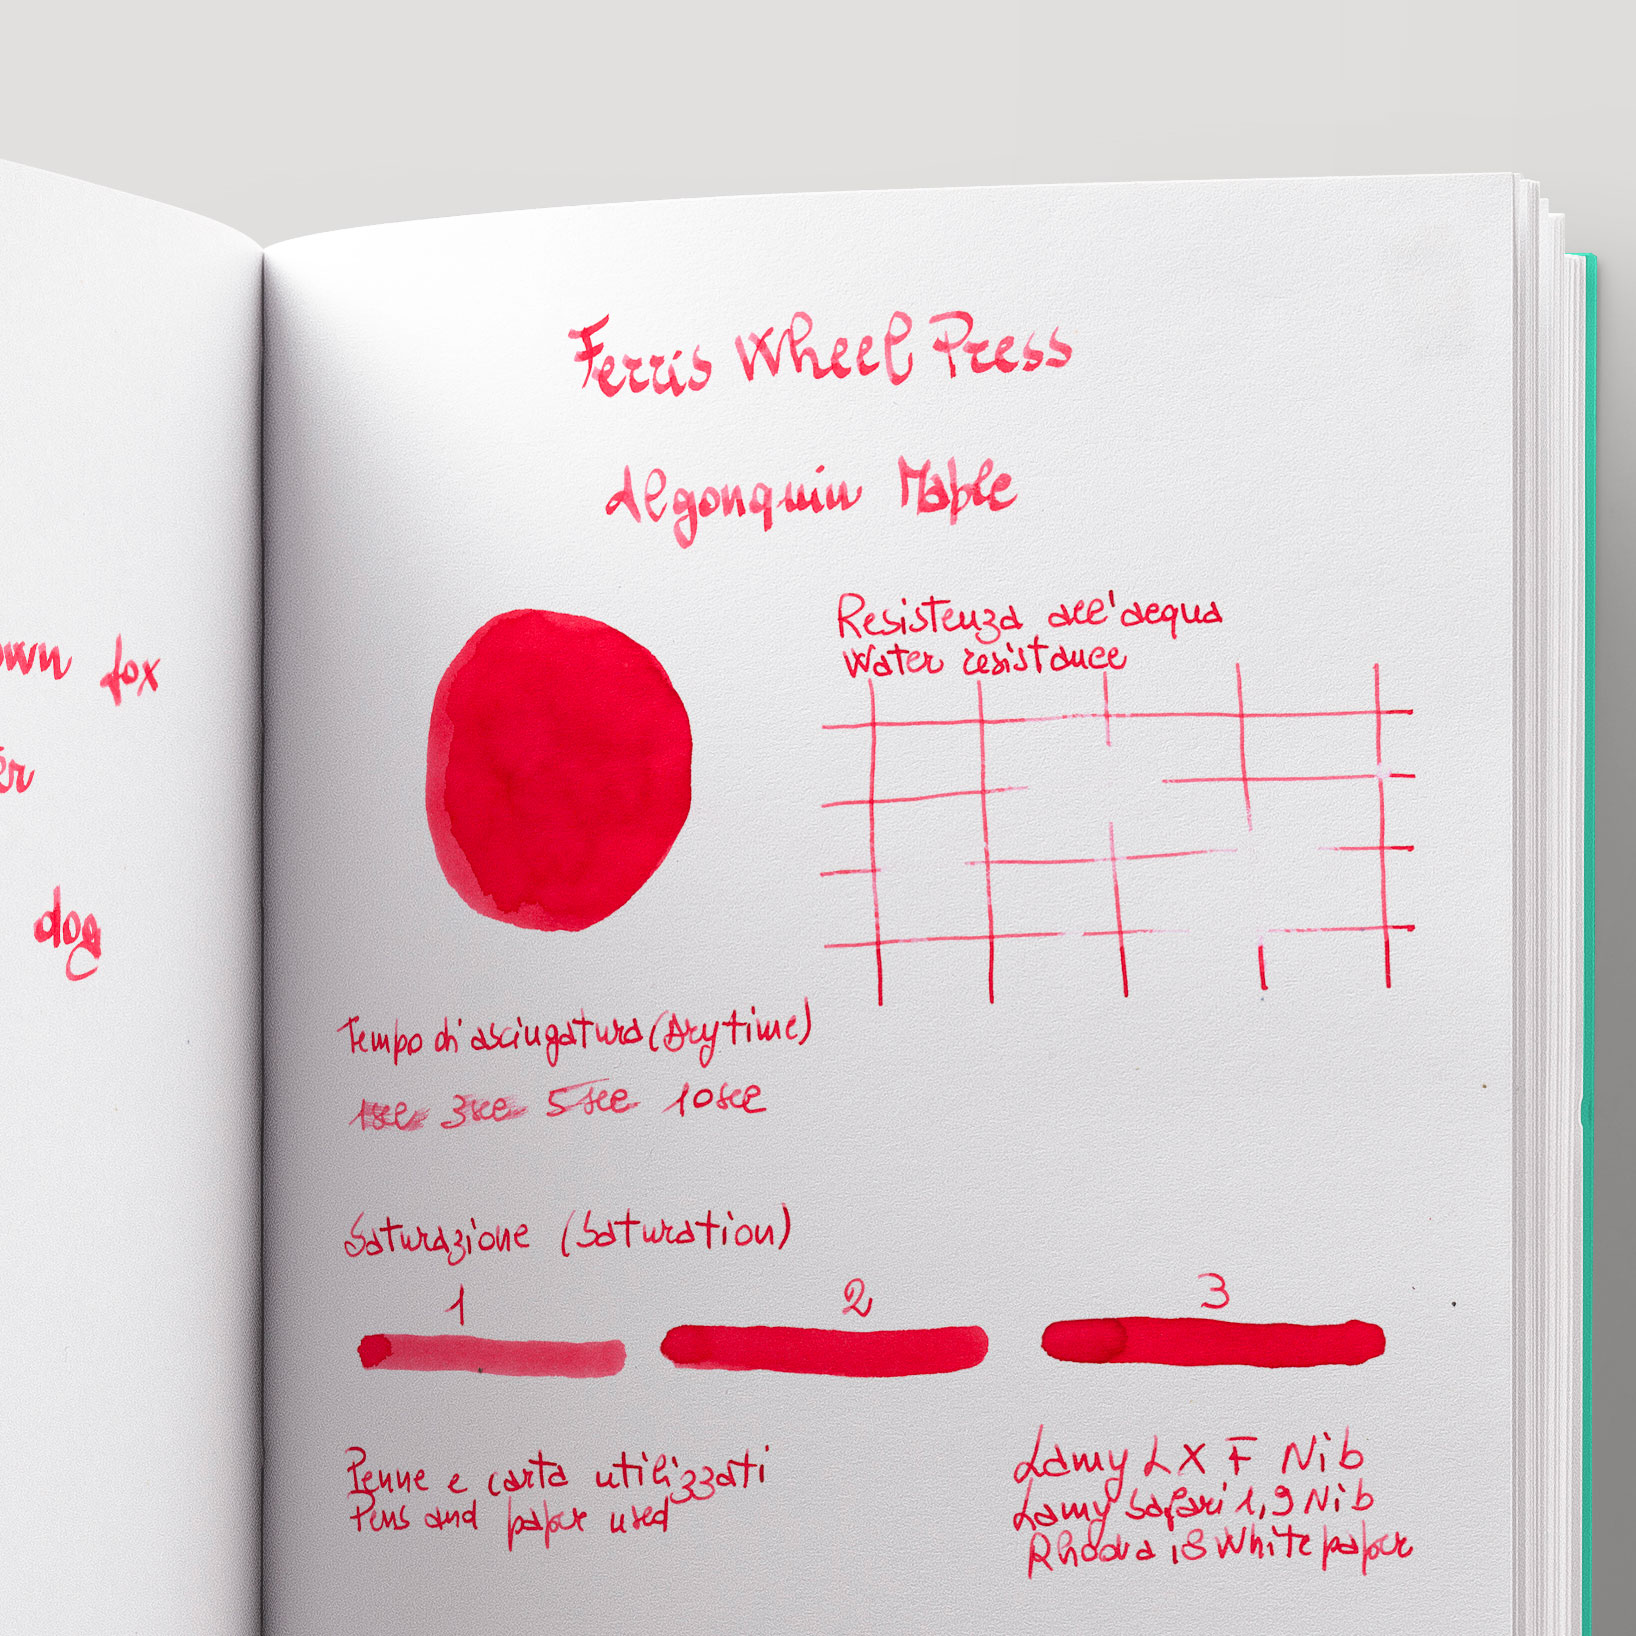 own fox
er
dog
Ferris Wheel Press
Algonquin Maple
Resistenza all'acqua
Water resistance
Tempo di asciugatura (Drytime)
1sec 3sec 5sec 10sec
Saturazione (Saturation)
1 2 3
Penne e carta utilizzati
Pens and paper used
Lamy LX F Nib
Lamy Safari 1,9 Nib
Rhodia 18 White paper